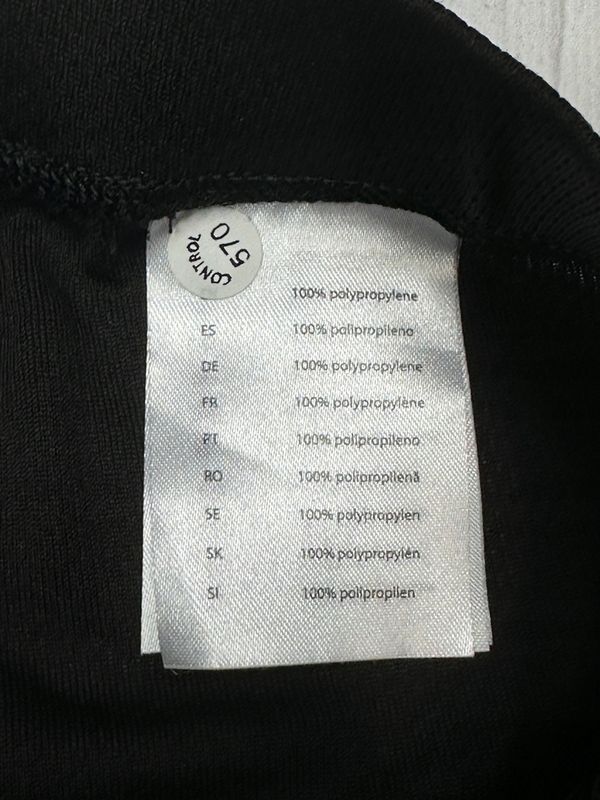 CONTROL
570
100% polypropylene
ES 100% polipropileno
DE 100% polypropylene
FR 100% polypropylène
PT 100% polipropileno
RO 100% polipropilenă
SE 100% polypropylen
SK 100% polypropylén
SI 100% polipropilen